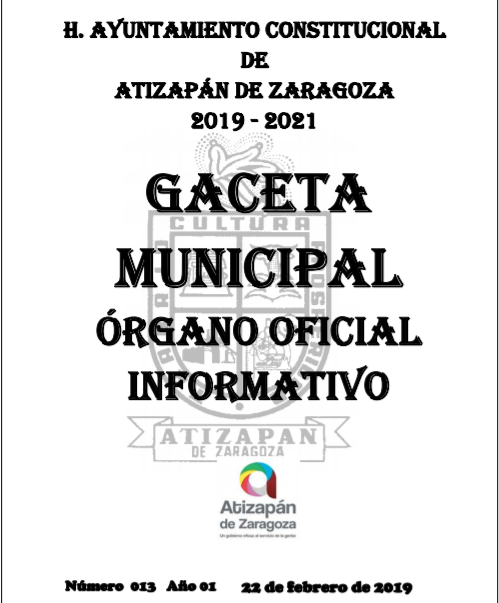 H. AYUNTAMIENTO CONSTITUCIONAL
DE
ATIZAPÁN DE ZARAGOZA
2019 - 2021
GACETA
CULTURA
MUNICIPAL
ÓRGANO OFICIAL
INFORMATIVO
ATIZAPAN
DE ZARAGOZA
Atizapán
de Zaragoza
Un gobierno eficaz al servicio de la gente
Número 013 Año 01 22 de febrero de 2019